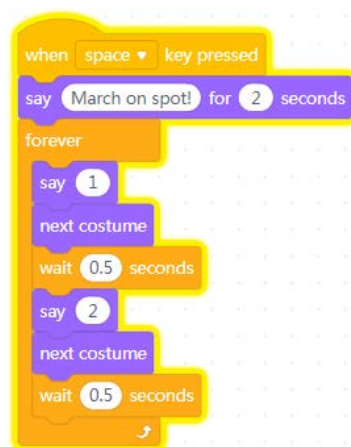 when space key pressed
say March on spot! for 2 seconds
forever
say 1
next costume
wait 0.5 seconds
say 2
next costume
wait 0.5 seconds